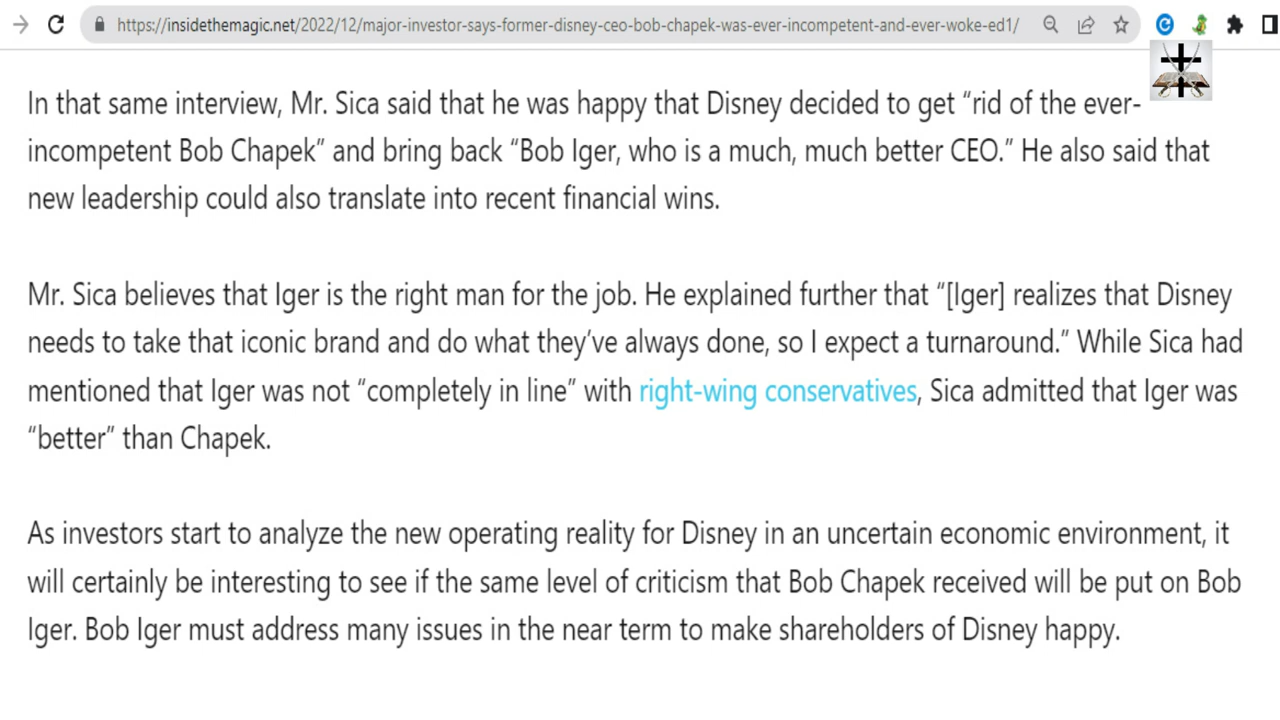 https://insidethemagic.net/2022/12/major-investor-says-former-disney-ceo-bob-chapek-was-ever-incompetent-and-ever-woke-ed1/
In that same interview, Mr. Sica said that he was happy that Disney decided to get “rid of the ever-
incompetent Bob Chapek” and bring back “Bob Iger, who is a much, much better CEO.” He also said that
new leadership could also translate into recent financial wins.
Mr. Sica believes that Iger is the right man for the job. He explained further that “[Iger] realizes that Disney
needs to take that iconic brand and do what they’ve always done, so I expect a turnaround.” While Sica had
mentioned that Iger was not “completely in line” with right-wing conservatives, Sica admitted that Iger was
“better” than Chapek.
As investors start to analyze the new operating reality for Disney in an uncertain economic environment, it
will certainly be interesting to see if the same level of criticism that Bob Chapek received will be put on Bob
Iger. Bob Iger must address many issues in the near term to make shareholders of Disney happy.